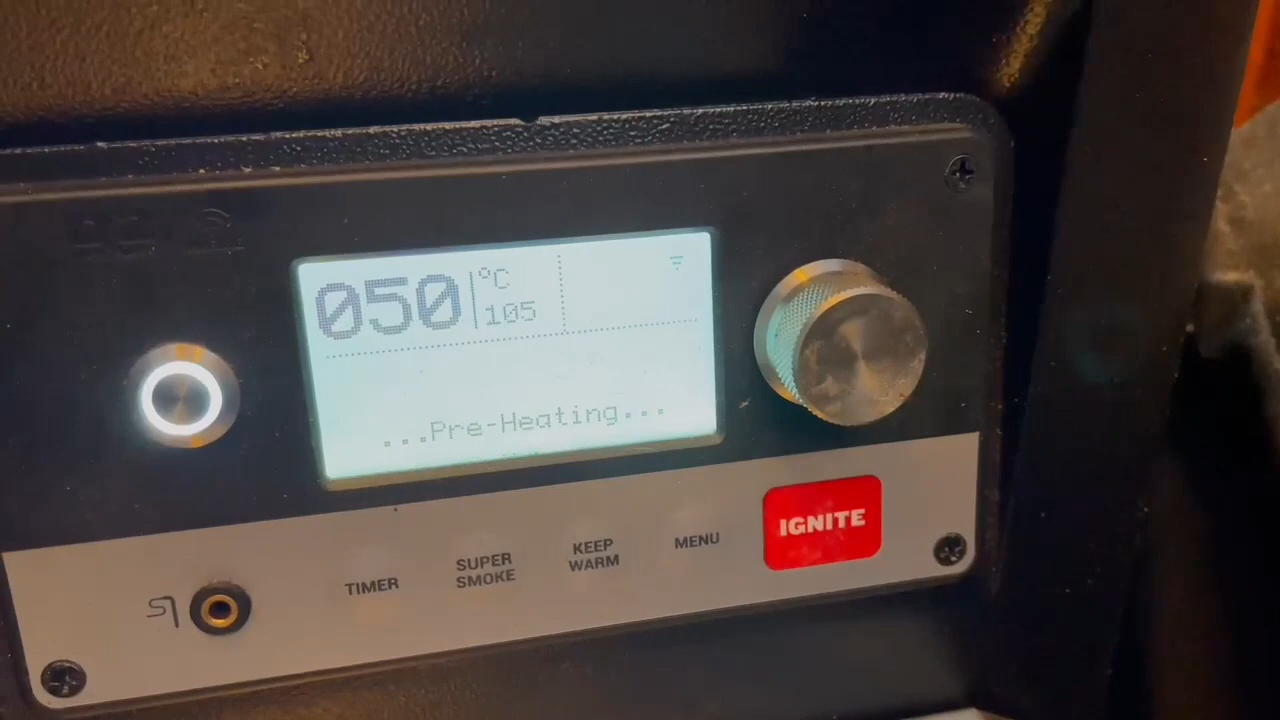 050 °C
105
...Pre-Heating...
TIMER
SUPER
SMOKE
KEEP
WARM
MENU
IGNITE